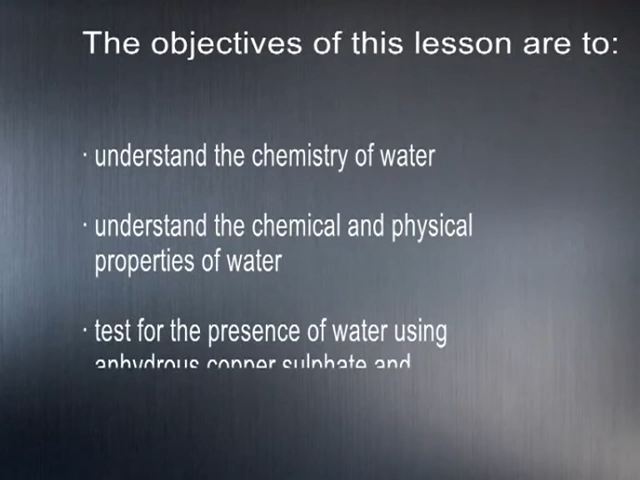 The objectives of this lesson are to:
· understand the chemistry of water
· understand the chemical and physical
properties of water
· test for the presence of water using
anhydrous copper sulphate and